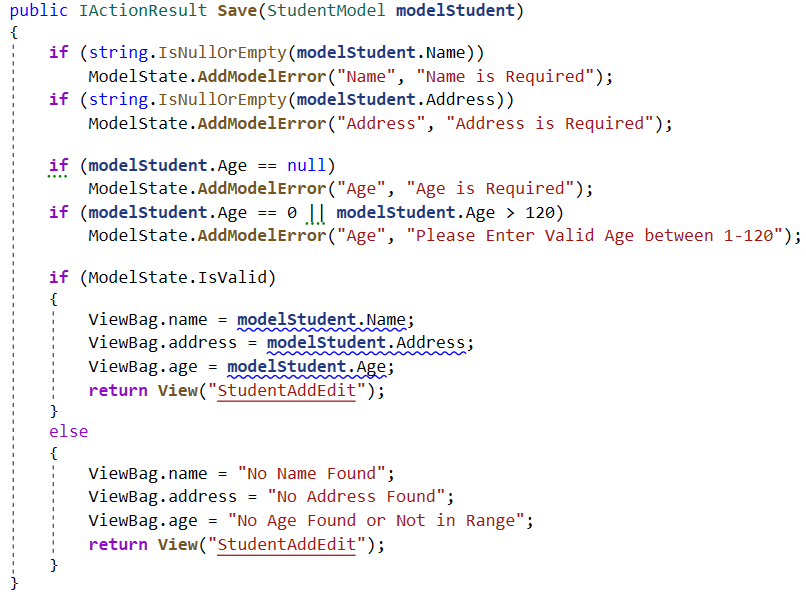 public IActionResult Save(StudentModel modelStudent)
{
    if (string.IsNullOrEmpty(modelStudent.Name))
        ModelState.AddModelError("Name", "Name is Required");
    if (string.IsNullOrEmpty(modelStudent.Address))
        ModelState.AddModelError("Address", "Address is Required");
    if (modelStudent.Age == null)
        ModelState.AddModelError("Age", "Age is Required");
    if (modelStudent.Age == 0 || modelStudent.Age > 120)
        ModelState.AddModelError("Age", "Please Enter Valid Age between 1-120");
    if (ModelState.IsValid)
    {
        ViewBag.name = modelStudent.Name;
        ViewBag.address = modelStudent.Address;
        ViewBag.age = modelStudent.Age;
        return View("StudentAddEdit");
    }
    else
    {
        ViewBag.name = "No Name Found";
        ViewBag.address = "No Address Found";
        ViewBag.age = "No Age Found or Not in Range";
        return View("StudentAddEdit");
    }
}